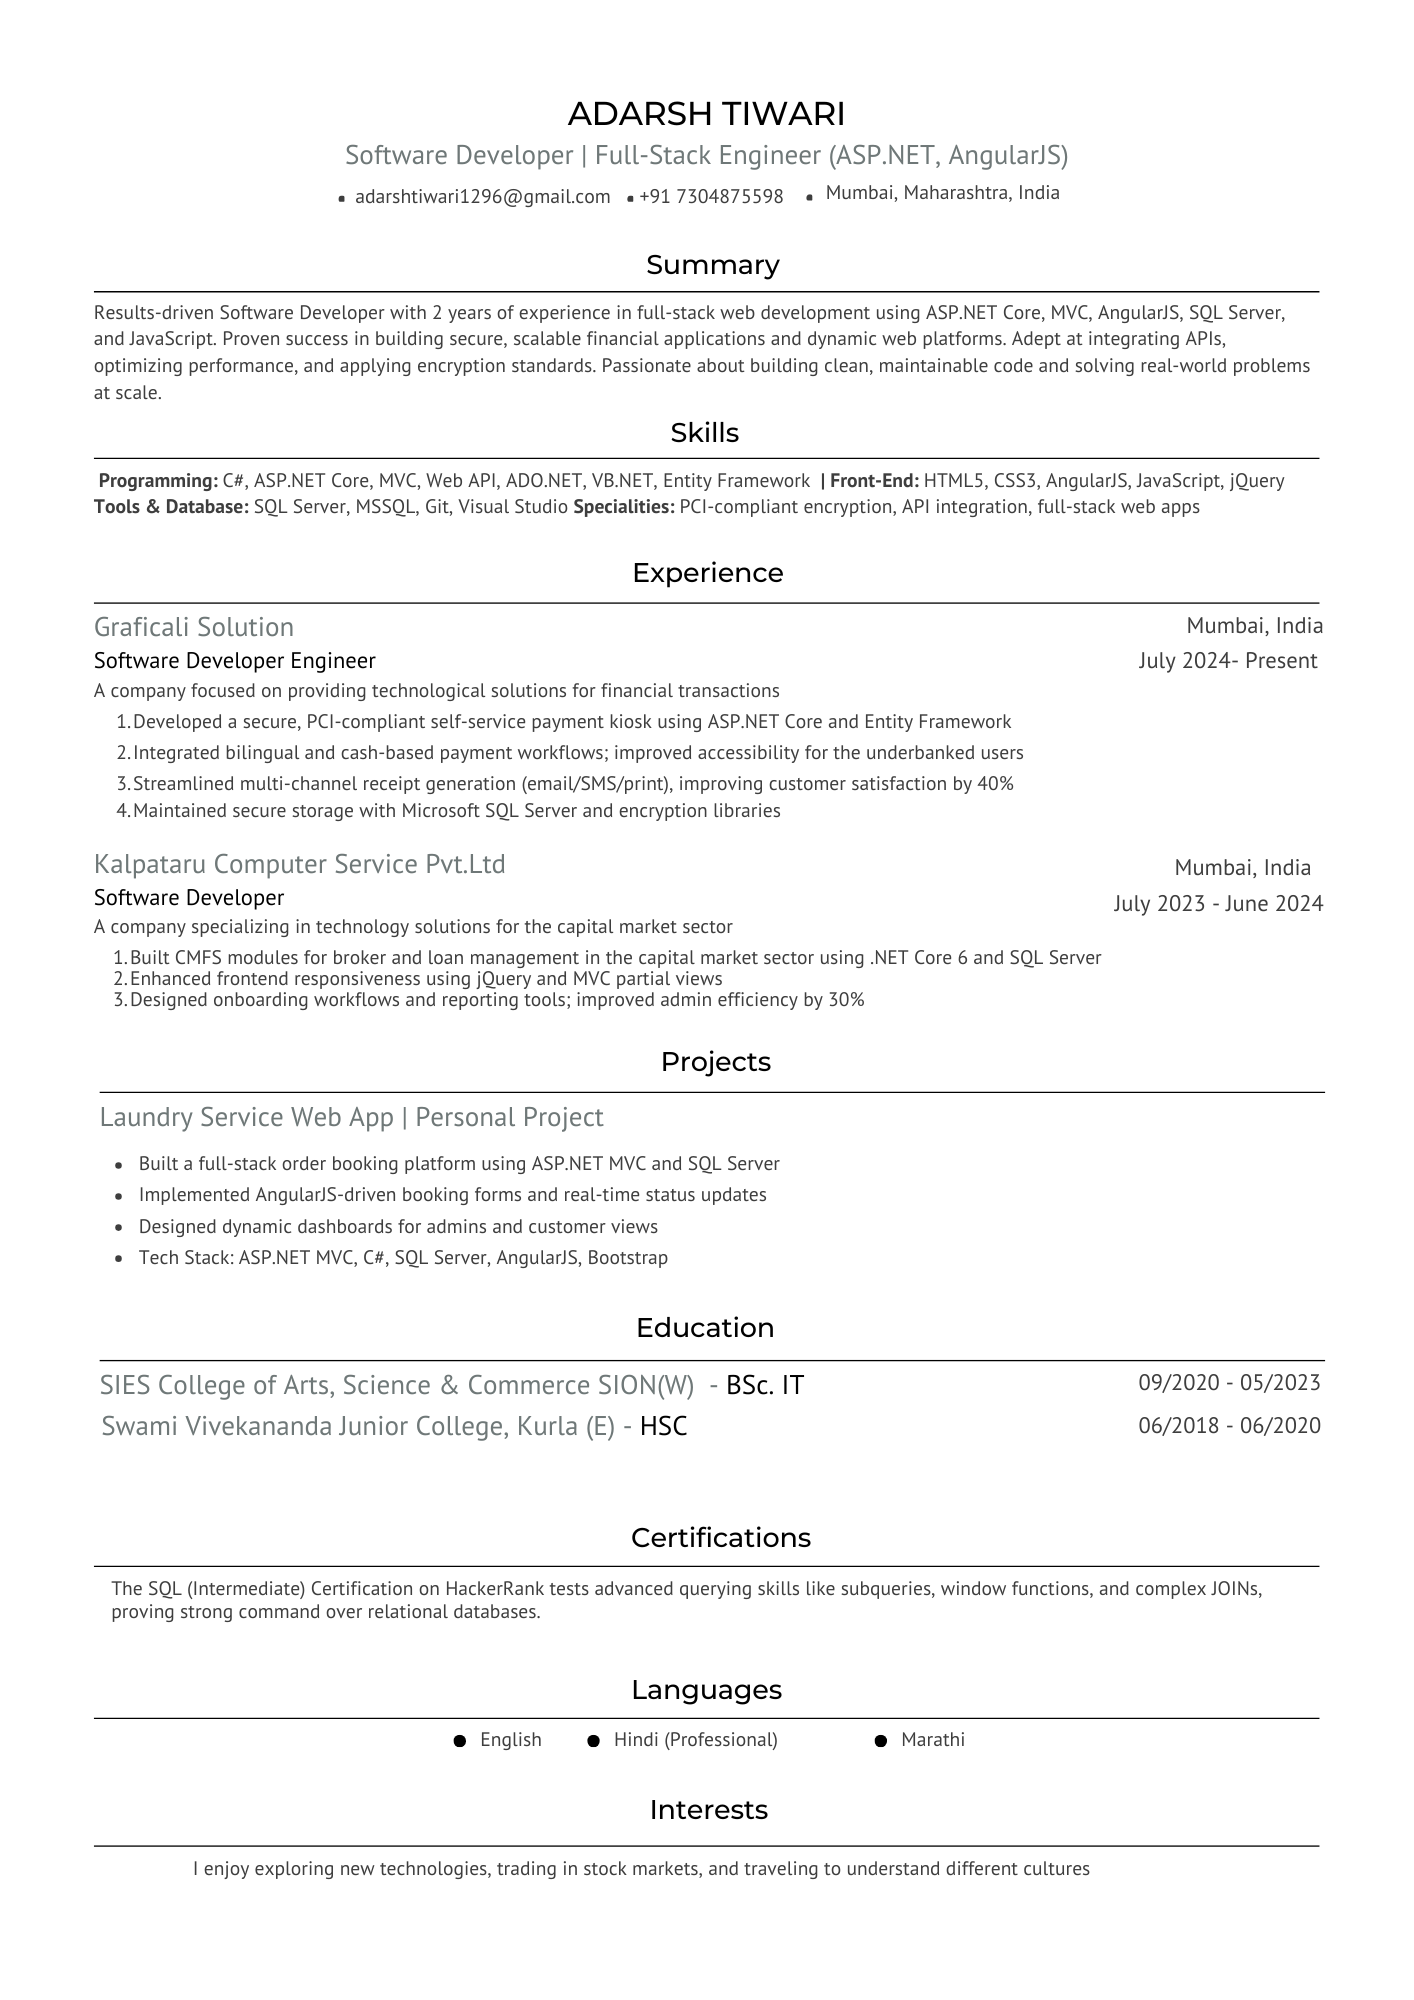 ADARSH TIWARI
Software Developer | Full-Stack Engineer (ASP.NET, AngularJS)
▪ adarshtiwari1296@gmail.com ▪ +91 7304875598 ▪ Mumbai, Maharashtra, India
Summary
Results-driven Software Developer with 2 years of experience in full-stack web development using ASP.NET Core, MVC, AngularJS, SQL Server,
and JavaScript. Proven success in building secure, scalable financial applications and dynamic web platforms. Adept at integrating APIs,
optimizing performance, and applying encryption standards. Passionate about building clean, maintainable code and solving real-world problems
at scale.
Skills
Programming: C#, ASP.NET Core, MVC, Web API, ADO.NET, VB.NET, Entity Framework | Front-End: HTML5, CSS3, AngularJS, JavaScript, jQuery
Tools & Database: SQL Server, MSSQL, Git, Visual Studio Specialities: PCI-compliant encryption, API integration, full-stack web apps
Experience
Graficali Solution Mumbai, India
Software Developer Engineer July 2024- Present
A company focused on providing technological solutions for financial transactions
1. Developed a secure, PCI-compliant self-service payment kiosk using ASP.NET Core and Entity Framework
2. Integrated bilingual and cash-based payment workflows; improved accessibility for the underbanked users
3. Streamlined multi-channel receipt generation (email/SMS/print), improving customer satisfaction by 40%
4. Maintained secure storage with Microsoft SQL Server and encryption libraries
Kalpataru Computer Service Pvt.Ltd Mumbai, India
Software Developer July 2023 - June 2024
A company specializing in technology solutions for the capital market sector
1. Built CMFS modules for broker and loan management in the capital market sector using .NET Core 6 and SQL Server
2. Enhanced frontend responsiveness using jQuery and MVC partial views
3. Designed onboarding workflows and reporting tools; improved admin efficiency by 30%
Projects
Laundry Service Web App | Personal Project
• Built a full-stack order booking platform using ASP.NET MVC and SQL Server
• Implemented AngularJS-driven booking forms and real-time status updates
• Designed dynamic dashboards for admins and customer views
• Tech Stack: ASP.NET MVC, C#, SQL Server, AngularJS, Bootstrap
Education
SIES College of Arts, Science & Commerce SION(W) - BSc. IT 09/2020 - 05/2023
Swami Vivekananda Junior College, Kurla (E) - HSC 06/2018 - 06/2020
Certifications
The SQL (Intermediate) Certification on HackerRank tests advanced querying skills like subqueries, window functions, and complex JOINs,
proving strong command over relational databases.
Languages
● English ● Hindi (Professional) ● Marathi
Interests
I enjoy exploring new technologies, trading in stock markets, and traveling to understand different cultures